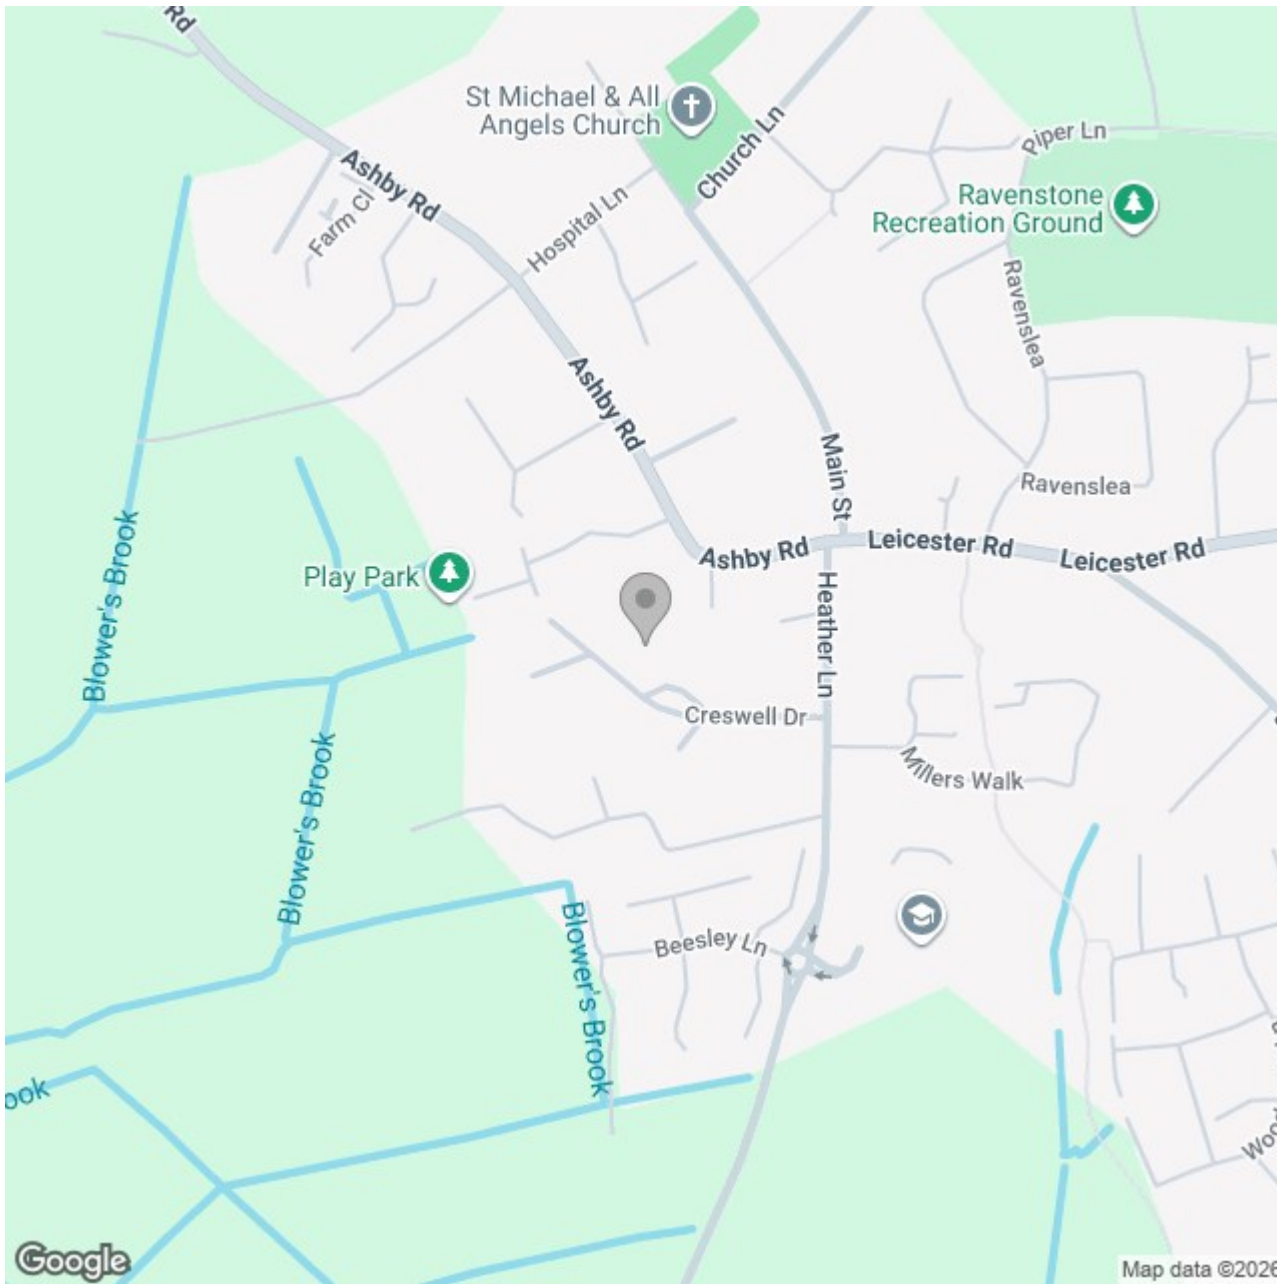 Rd
St Michael & All
Angels Church
Church Ln
Piper Ln
Ashby Rd
Farm Cl
Hospital Ln
Ravenstone
Recreation Ground
Ravenslea
Ashby Rd
Main St
Ravenslea
Blower's Brook
Play Park
Ashby Rd
Leicester Rd
Leicester Rd
Heather Ln
Creswell Dr
Millers Walk
Blower's Brook
Blower's Brook
Beesley Ln
ook
Woo
Google
Map data ©2026